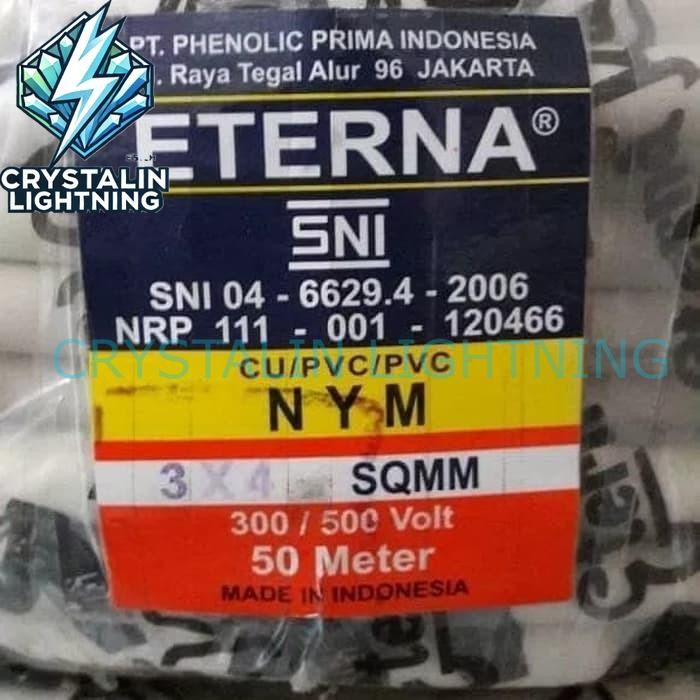 PT. PHENOLIC PRIMA INDONESIA
. Raya Tegal Alur 96 JAKARTA
ETERNA®
CRYSTALIN
LIGHTNING
SNI
SNI 04 - 6629.4 - 2006
NRP 111 - 001 - 120466
CRYSTALIN LIGHTNING
CU/PVC/PVC
NYM
3 X 4 SQMM
300 / 500 Volt
50 Meter
MADE IN INDONESIA